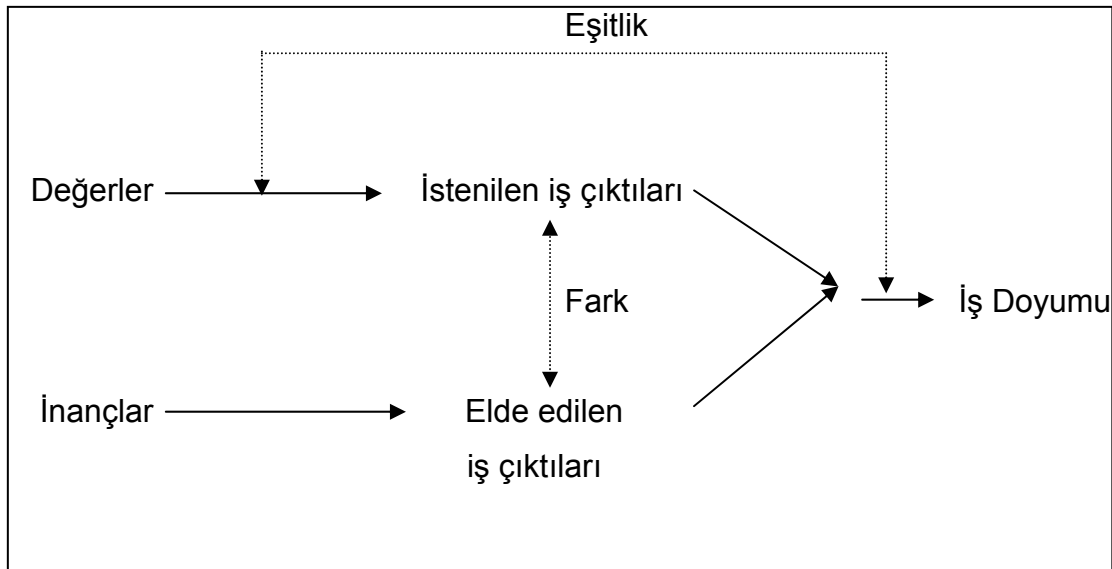 Eşitlik
Değerler
İstenilen iş çıktıları
Fark
İş Doyumu
İnançlar
Elde edilen
iş çıktıları